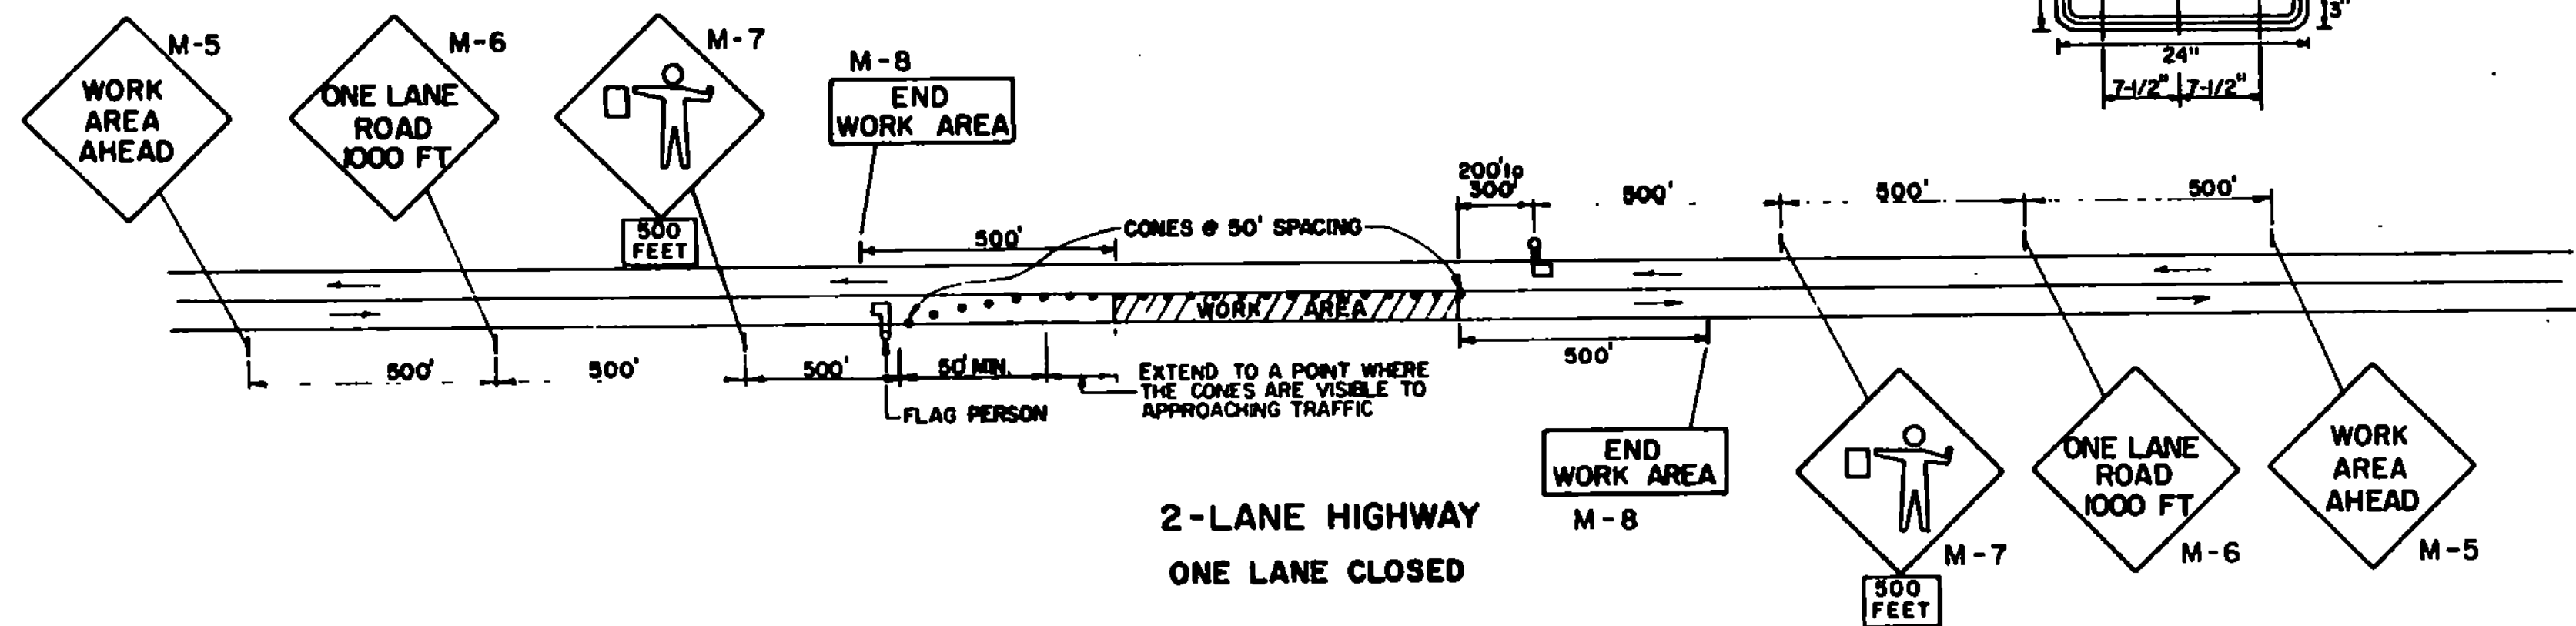 3"
24"
7-1/2" 7-1/2"
M-5
WORK
AREA
AHEAD
M-6
ONE LANE
ROAD
1000 FT
M-7
500
FEET
M-8
END
WORK AREA
500'
CONES @ 50' SPACING
200' to
300'
500'
500'
500'
WORK AREA
500'
500'
500'
50' MIN.
FLAG PERSON
EXTEND TO A POINT WHERE
THE CONES ARE VISIBLE TO
APPROACHING TRAFFIC
500'
END
WORK AREA
M-8
M-7
500
FEET
ONE LANE
ROAD
1000 FT
M-6
WORK
AREA
AHEAD
M-5
2-LANE HIGHWAY
ONE LANE CLOSED